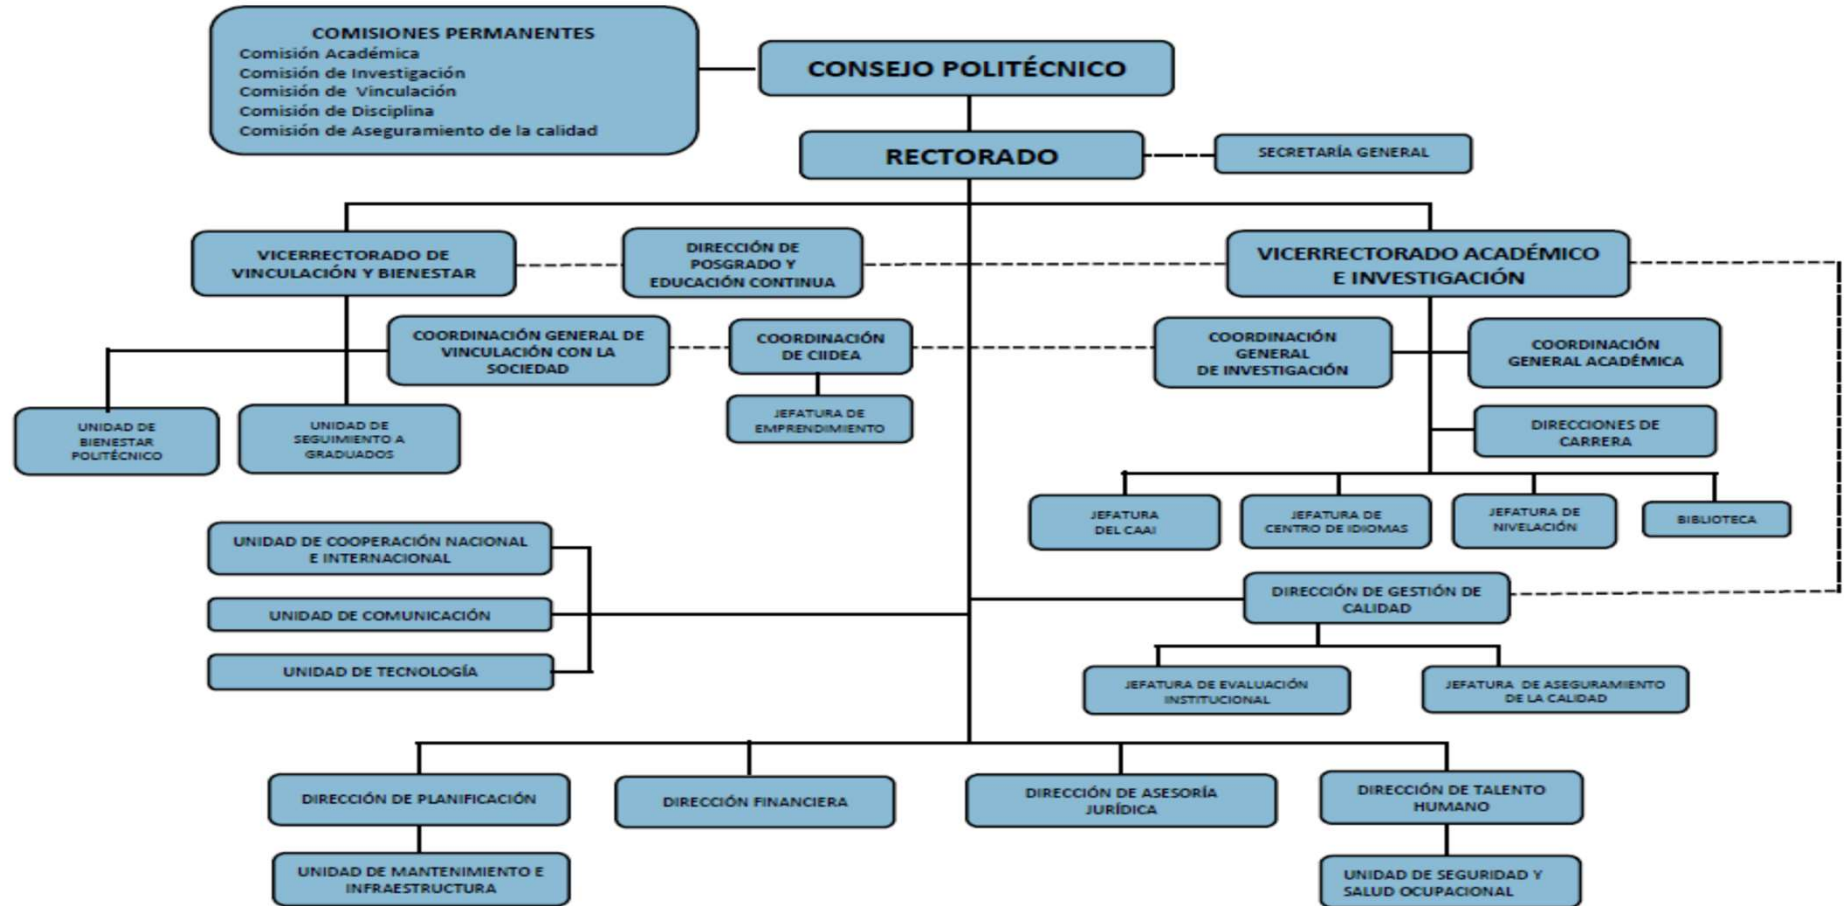 COMISIONES PERMANENTES
Comisión Académica
Comisión de Investigación
Comisión de Vinculación
Comisión de Disciplina
Comisión de Aseguramiento de la calidad
CONSEJO POLITÉCNICO
RECTORADO
SECRETARÍA GENERAL
VICERRECTORADO DE
VINCULACIÓN Y BIENESTAR
DIRECCIÓN DE
POSGRADO Y
EDUCACIÓN CONTINUA
VICERRECTORADO ACADÉMICO
E INVESTIGACIÓN
COORDINACIÓN GENERAL DE
VINCULACIÓN CON LA
SOCIEDAD
COORDINACIÓN
DE CIIDEA
COORDINACIÓN
GENERAL
DE INVESTIGACIÓN
COORDINACIÓN
GENERAL ACADÉMICA
UNIDAD DE
BIENESTAR
POLITÉCNICO
UNIDAD DE
SEGUIMIENTO A
GRADUADOS
JEFATURA DE
EMPRENDIMIENTO
DIRECCIONES DE
CARRERA
JEFATURA
DEL CAAI
JEFATURA DE
CENTRO DE IDIOMAS
JEFATURA DE
NIVELACIÓN
BIBLIOTECA
UNIDAD DE COOPERACIÓN NACIONAL
E INTERNACIONAL
UNIDAD DE COMUNICACIÓN
UNIDAD DE TECNOLOGÍA
DIRECCIÓN DE GESTIÓN DE
CALIDAD
JEFATURA DE EVALUACIÓN
INSTITUCIONAL
JEFATURA DE ASEGURAMIENTO
DE LA CALIDAD
DIRECCIÓN DE PLANIFICACIÓN
DIRECCIÓN FINANCIERA
DIRECCIÓN DE ASESORÍA
JURÍDICA
DIRECCIÓN DE TALENTO
HUMANO
UNIDAD DE MANTENIMIENTO E
INFRAESTRUCTURA
UNIDAD DE SEGURIDAD Y
SALUD OCUPACIONAL